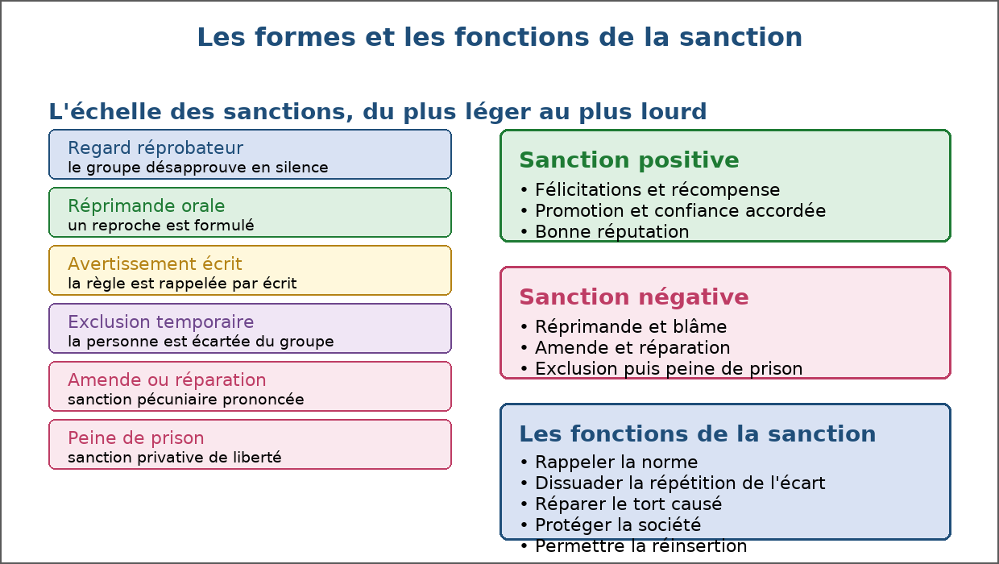 Les formes et les fonctions de la sanction
L'échelle des sanctions, du plus léger au plus lourd
Regard réprobateur
le groupe désapprouve en silence
Réprimande orale
un reproche est formulé
Avertissement écrit
la règle est rappelée par écrit
Exclusion temporaire
la personne est écartée du groupe
Amende ou réparation
sanction pécuniaire prononcée
Peine de prison
sanction privative de liberté
Sanction positive
• Félicitations et récompense
• Promotion et confiance accordée
• Bonne réputation
Sanction négative
• Réprimande et blâme
• Amende et réparation
• Exclusion puis peine de prison
Les fonctions de la sanction
• Rappeler la norme
• Dissuader la répétition de l'écart
• Réparer le tort causé
• Protéger la société
• Permettre la réinsertion